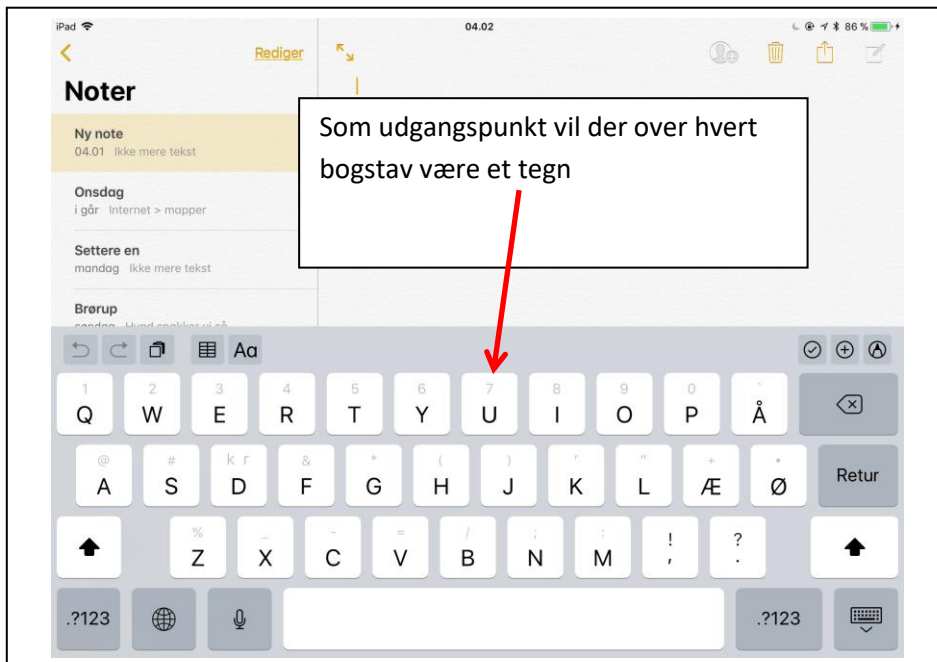 iPad 04.02 86 %
Rediger
Noter
Ny note
04.01 Ikke mere tekst
Onsdag
i går Internet > mapper
Settere en
mandag Ikke mere tekst
Brørup
Som udgangspunkt vil der over hvert
bogstav være et tegn
Aa
1 2 3 4 5 6 7 8 9 0 `
Q W E R T Y U I O P Å
@ # kr & * ( ) ' " + •
A S D F G H J K L Æ Ø Retur
% _ - = / ; : ! ?
Z X C V B N M , .
.?123 .?123